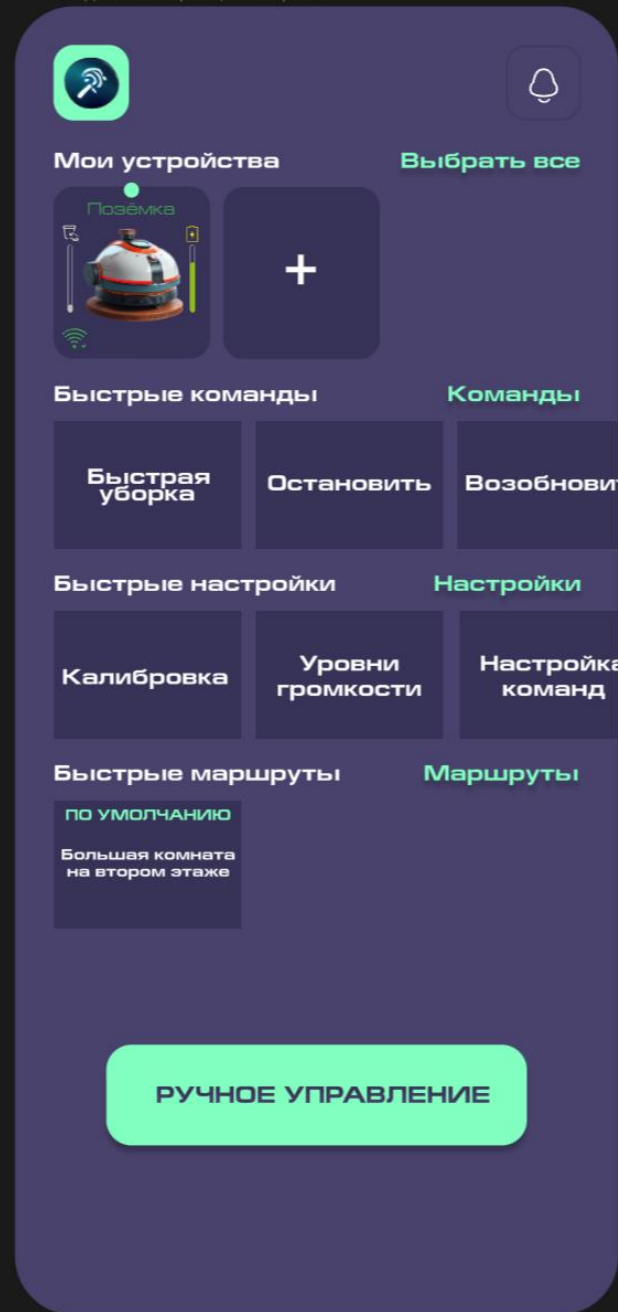 Мои устройства
Выбрать все
Позёмка
+
Быстрые команды
Команды
Быстрая
уборка
Остановить
Возобновит
Быстрые настройки
Настройки
Калибровка
Уровни
громкости
Настройка
команд
Быстрые маршруты
Маршруты
ПО УМОЛЧАНИЮ
Большая комната
на втором этаже
РУЧНОЕ УПРАВЛЕНИЕ